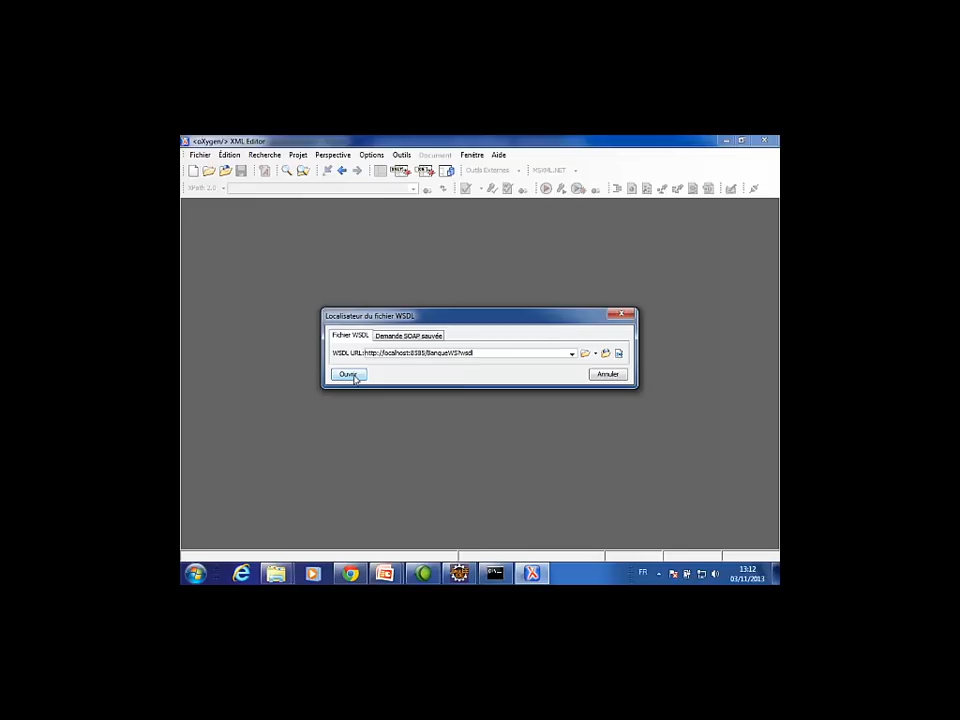 <oXygen/> XML Editor
Fichier Édition Recherche Projet Perspective Options Outils Document Fenêtre Aide
Outils Externes MSXML.NET
XPath 2.0
Localisateur du fichier WSDL
Fichier WSDL Demande SOAP sauvée
WSDL URL: http://localhost:8585/BanqueWS?wsdl
Ouvrir Annuler
FR 13:12
03/11/2013